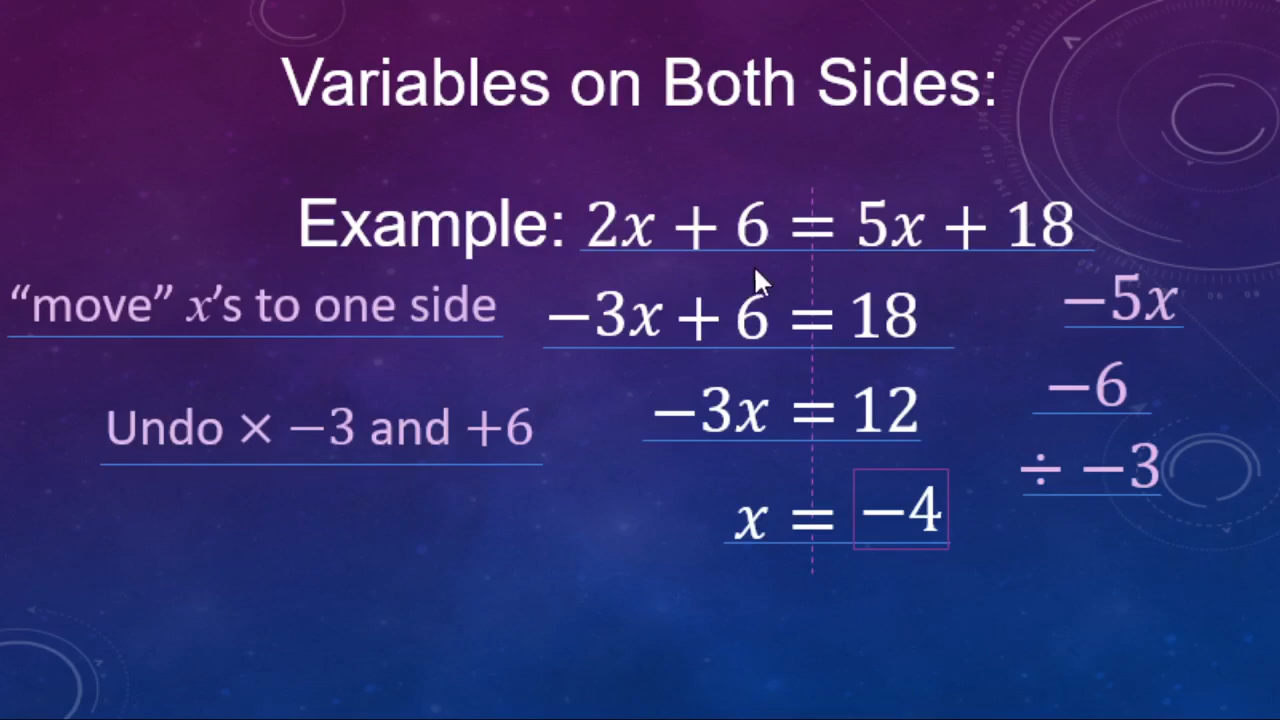 Variables on Both Sides:
Example: 2x + 6 = 5x + 18
“move” x’s to one side
−3x + 6 = 18
−5x
−3x = 12
−6
Undo × −3 and +6
÷ −3
x = −4